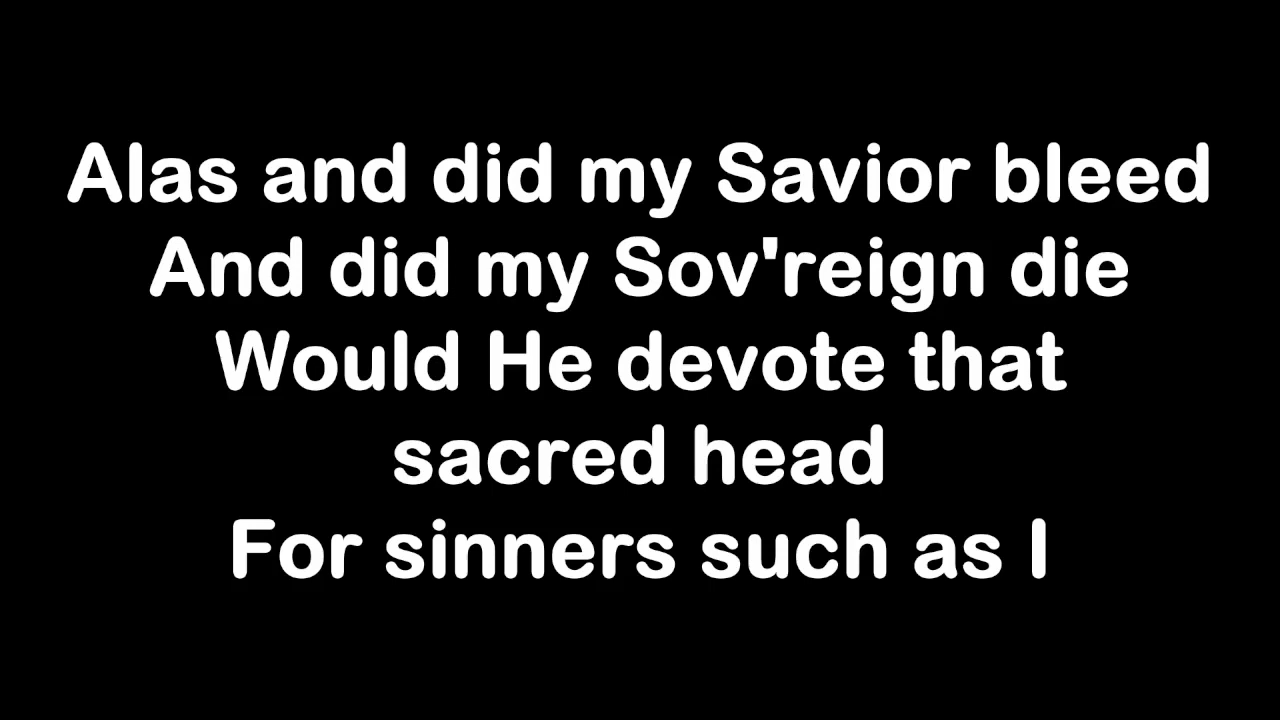 Alas and did my Savior bleed
And did my Sov'reign die
Would He devote that
sacred head
For sinners such as I